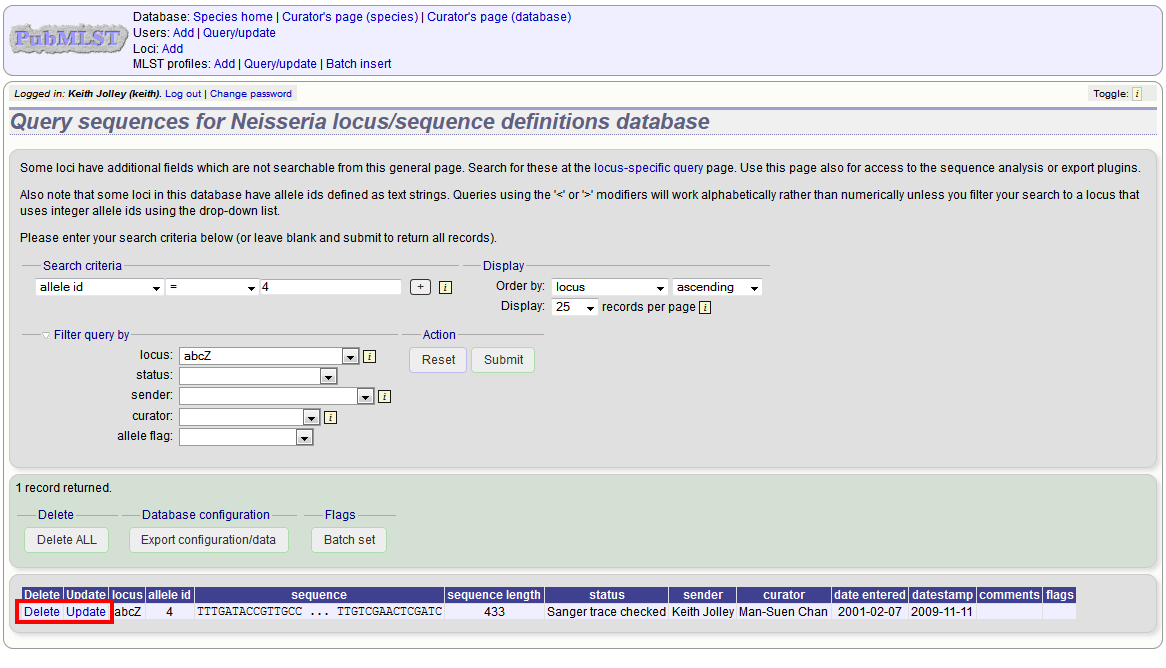 PubMLST
Database: Species home | Curator's page (species) | Curator's page (database)
Users: Add | Query/update
Loci: Add
MLST profiles: Add | Query/update | Batch insert
Logged in: Keith Jolley (keith). Log out | Change password
Toggle: i
Query sequences for Neisseria locus/sequence definitions database
Some loci have additional fields which are not searchable from this general page. Search for these at the locus-specific query page. Use this page also for access to the sequence analysis or export plugins.
Also note that some loci in this database have allele ids defined as text strings. Queries using the '<' or '>' modifiers will work alphabetically rather than numerically unless you filter your search to a locus that
uses integer allele ids using the drop-down list.
Please enter your search criteria below (or leave blank and submit to return all records).
Search criteria
allele id = 4 + i
Display
Order by: locus ascending
Display: 25 records per page i
Filter query by
locus: abcZ i
status:
sender: i
curator: i
allele flag:
Action
Reset Submit
1 record returned.
Delete Database configuration Flags
Delete ALL Export configuration/data Batch set
Delete Update locus allele id sequence sequence length status sender curator date entered datestamp comments flags
Delete Update abcZ 4 TTTGATACCGTTGCC ... TTGTCGAACTCGATC 433 Sanger trace checked Keith Jolley Man-Suen Chan 2001-02-07 2009-11-11